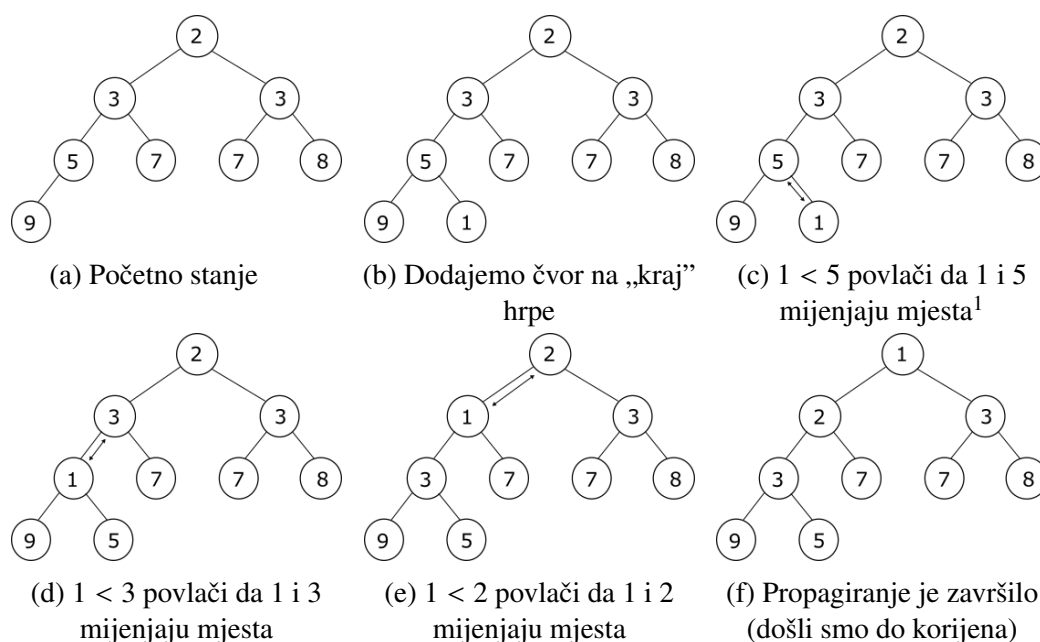 2 2 2
3 3 3 3 3 3
5 7 7 8 5 7 7 8 5 7 7 8
9 9 1 9 1
(a) Početno stanje (b) Dodajemo čvor na „kraj” (c) 1 < 5 povlači da 1 i 5
hrpe mijenjaju mjesta1
2 2 1
3 3 1 3 2 3
1 7 7 8 3 7 7 8 3 7 7 8
9 5 9 5 9 5
(d) 1 < 3 povlači da 1 i 3 (e) 1 < 2 povlači da 1 i 2 (f) Propagiranje je završilo
mijenjaju mjesta mijenjaju mjesta (došli smo do korijena)